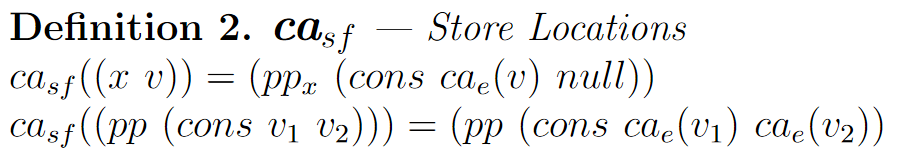 Definition 2. ca_sf — Store Locations
ca_sf((x v)) = (pp_x (cons ca_e(v) null))
ca_sf((pp (cons v_1 v_2))) = (pp (cons ca_e(v_1) ca_e(v_2))